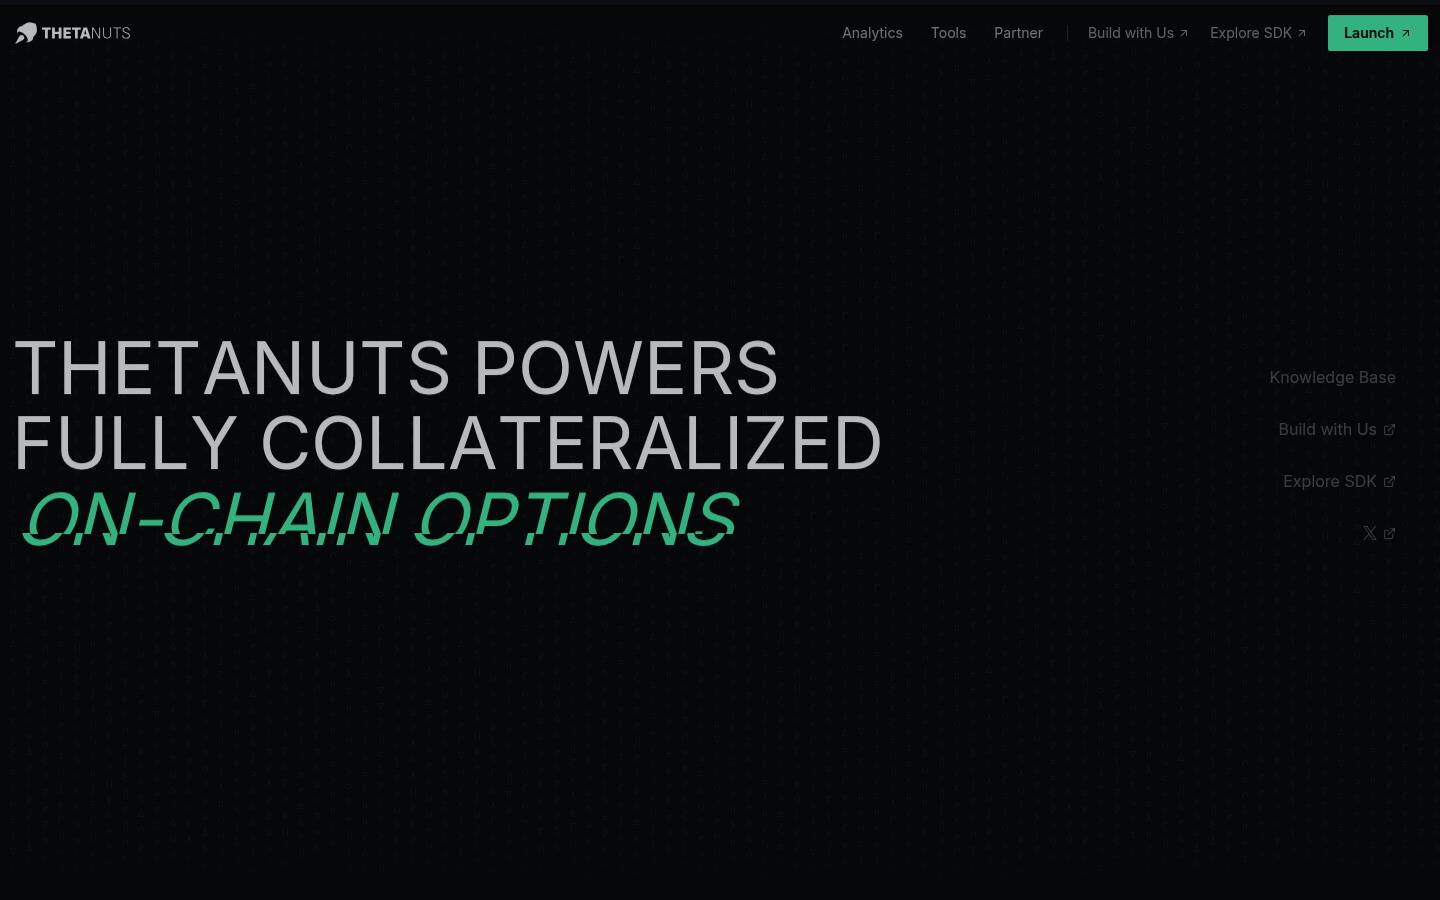 THETANUTS
Analytics
Tools
Partner
Build with Us
Explore SDK
Launch
THETANUTS POWERS
FULLY COLLATERALIZED
ON-CHAIN OPTIONS
Knowledge Base
Build with Us
Explore SDK
X